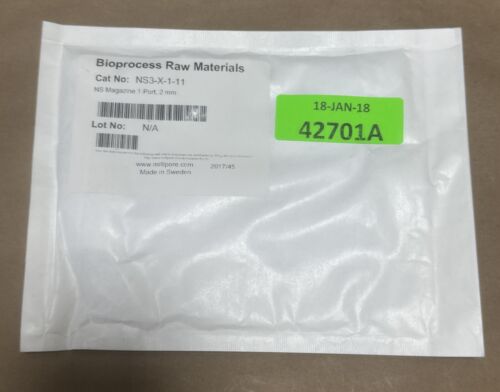 Bioprocess Raw Materials
Cat No: NS3-X-1-11
NS Magazine 1-Port, 2 mm
Lot No: N/A
www.millipore.com 2017/45
Made in Sweden
18-JAN-18
42701A